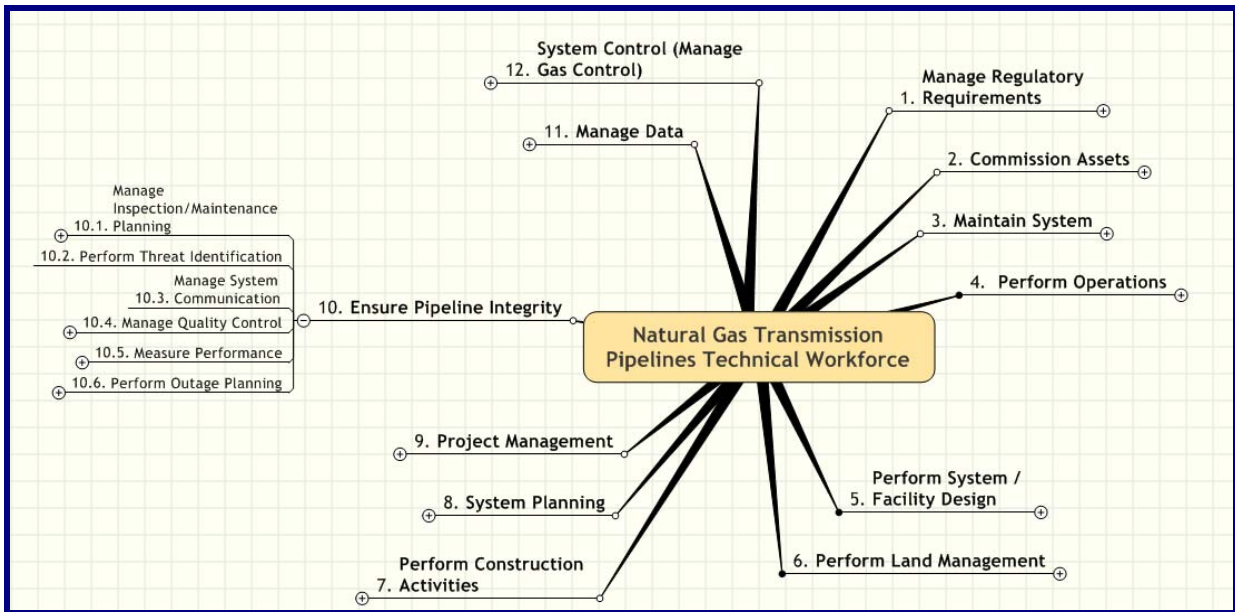 System Control (Manage
12. Gas Control)
Manage Regulatory
1. Requirements
11. Manage Data
2. Commission Assets
Manage
Inspection/Maintenance
10.1. Planning
3. Maintain System
10.2. Perform Threat Identification
Manage System
10.3. Communication
4. Perform Operations
10. Ensure Pipeline Integrity
10.4. Manage Quality Control
Natural Gas Transmission
Pipelines Technical Workforce
10.5. Measure Performance
10.6. Perform Outage Planning
9. Project Management
Perform System /
5. Facility Design
8. System Planning
6. Perform Land Management
Perform Construction
7. Activities